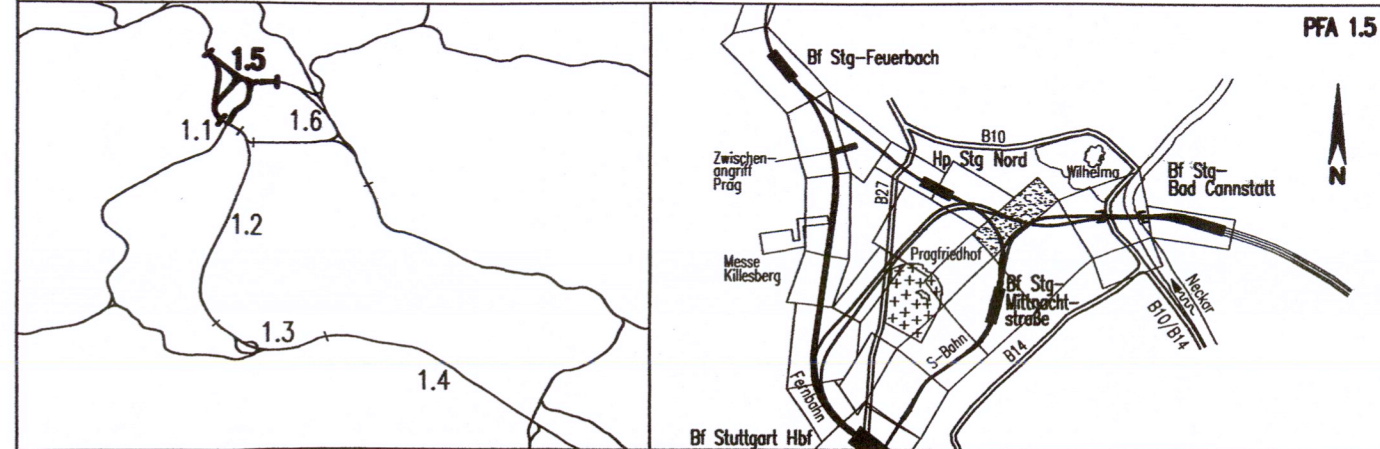 1.5
1.1
1.6
1.2
1.3
1.4
PFA 1.5
Bf Stg-Feuerbach
N
Zwischen-
angriff
Prag
B10
Hp Stg Nord
Wilhelma
Bf Stg-
Bad Cannstatt
B27
Messe
Killesberg
Pragfriedhof
Bf Stg-
Mittnacht-
straße
Neckar
B10/B14
S-Bahn
B14
Fernbahn
Bf Stuttgart Hbf